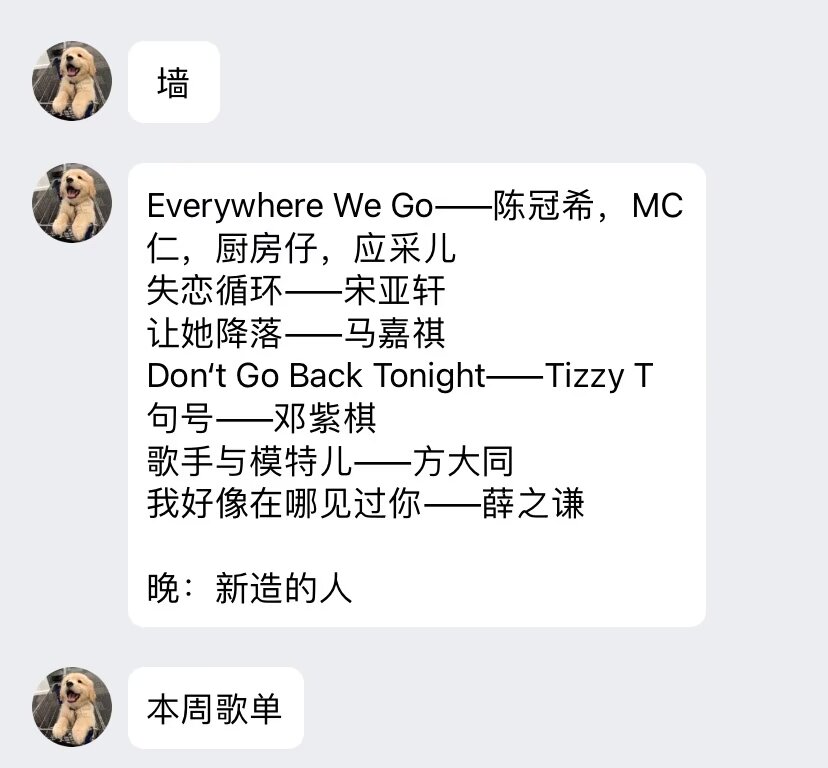 墙
Everywhere We Go——陈冠希，MC
仁，厨房仔，应采儿
失恋循环——宋亚轩
让她降落——马嘉祺
Don‘t Go Back Tonight——Tizzy T
句号——邓紫棋
歌手与模特儿——方大同
我好像在哪见过你——薛之谦
晚：新造的人
本周歌单